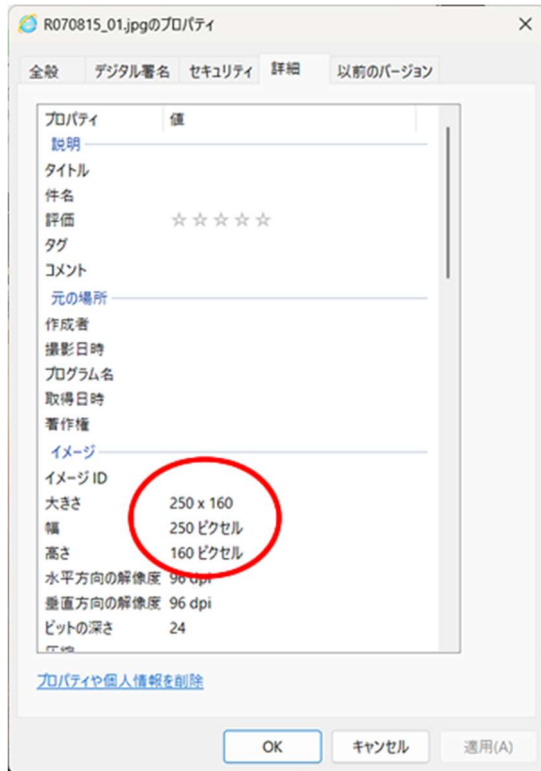 R070815_01.jpgのプロパティ
全般 デジタル署名 セキュリティ 詳細 以前のバージョン
プロパティ 値
説明
タイトル
件名
評価 ☆☆☆☆☆
タグ
コメント
元の場所
作成者
撮影日時
プログラム名
取得日時
著作権
イメージ
イメージ ID
大きさ 250 x 160
幅 250 ピクセル
高さ 160 ピクセル
水平方向の解像度 96 dpi
垂直方向の解像度 96 dpi
ビットの深さ 24
圧縮
プロパティや個人情報を削除
OK キャンセル 適用(A)